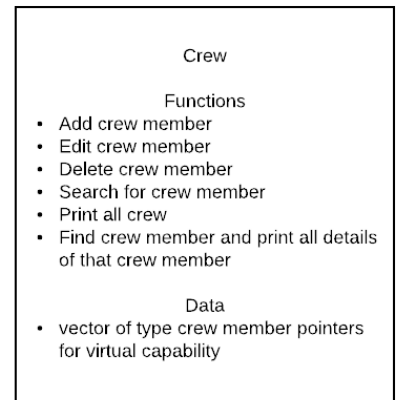 Crew
Functions
• Add crew member
• Edit crew member
• Delete crew member
• Search for crew member
• Print all crew
• Find crew member and print all details
of that crew member
Data
• vector of type crew member pointers
for virtual capability